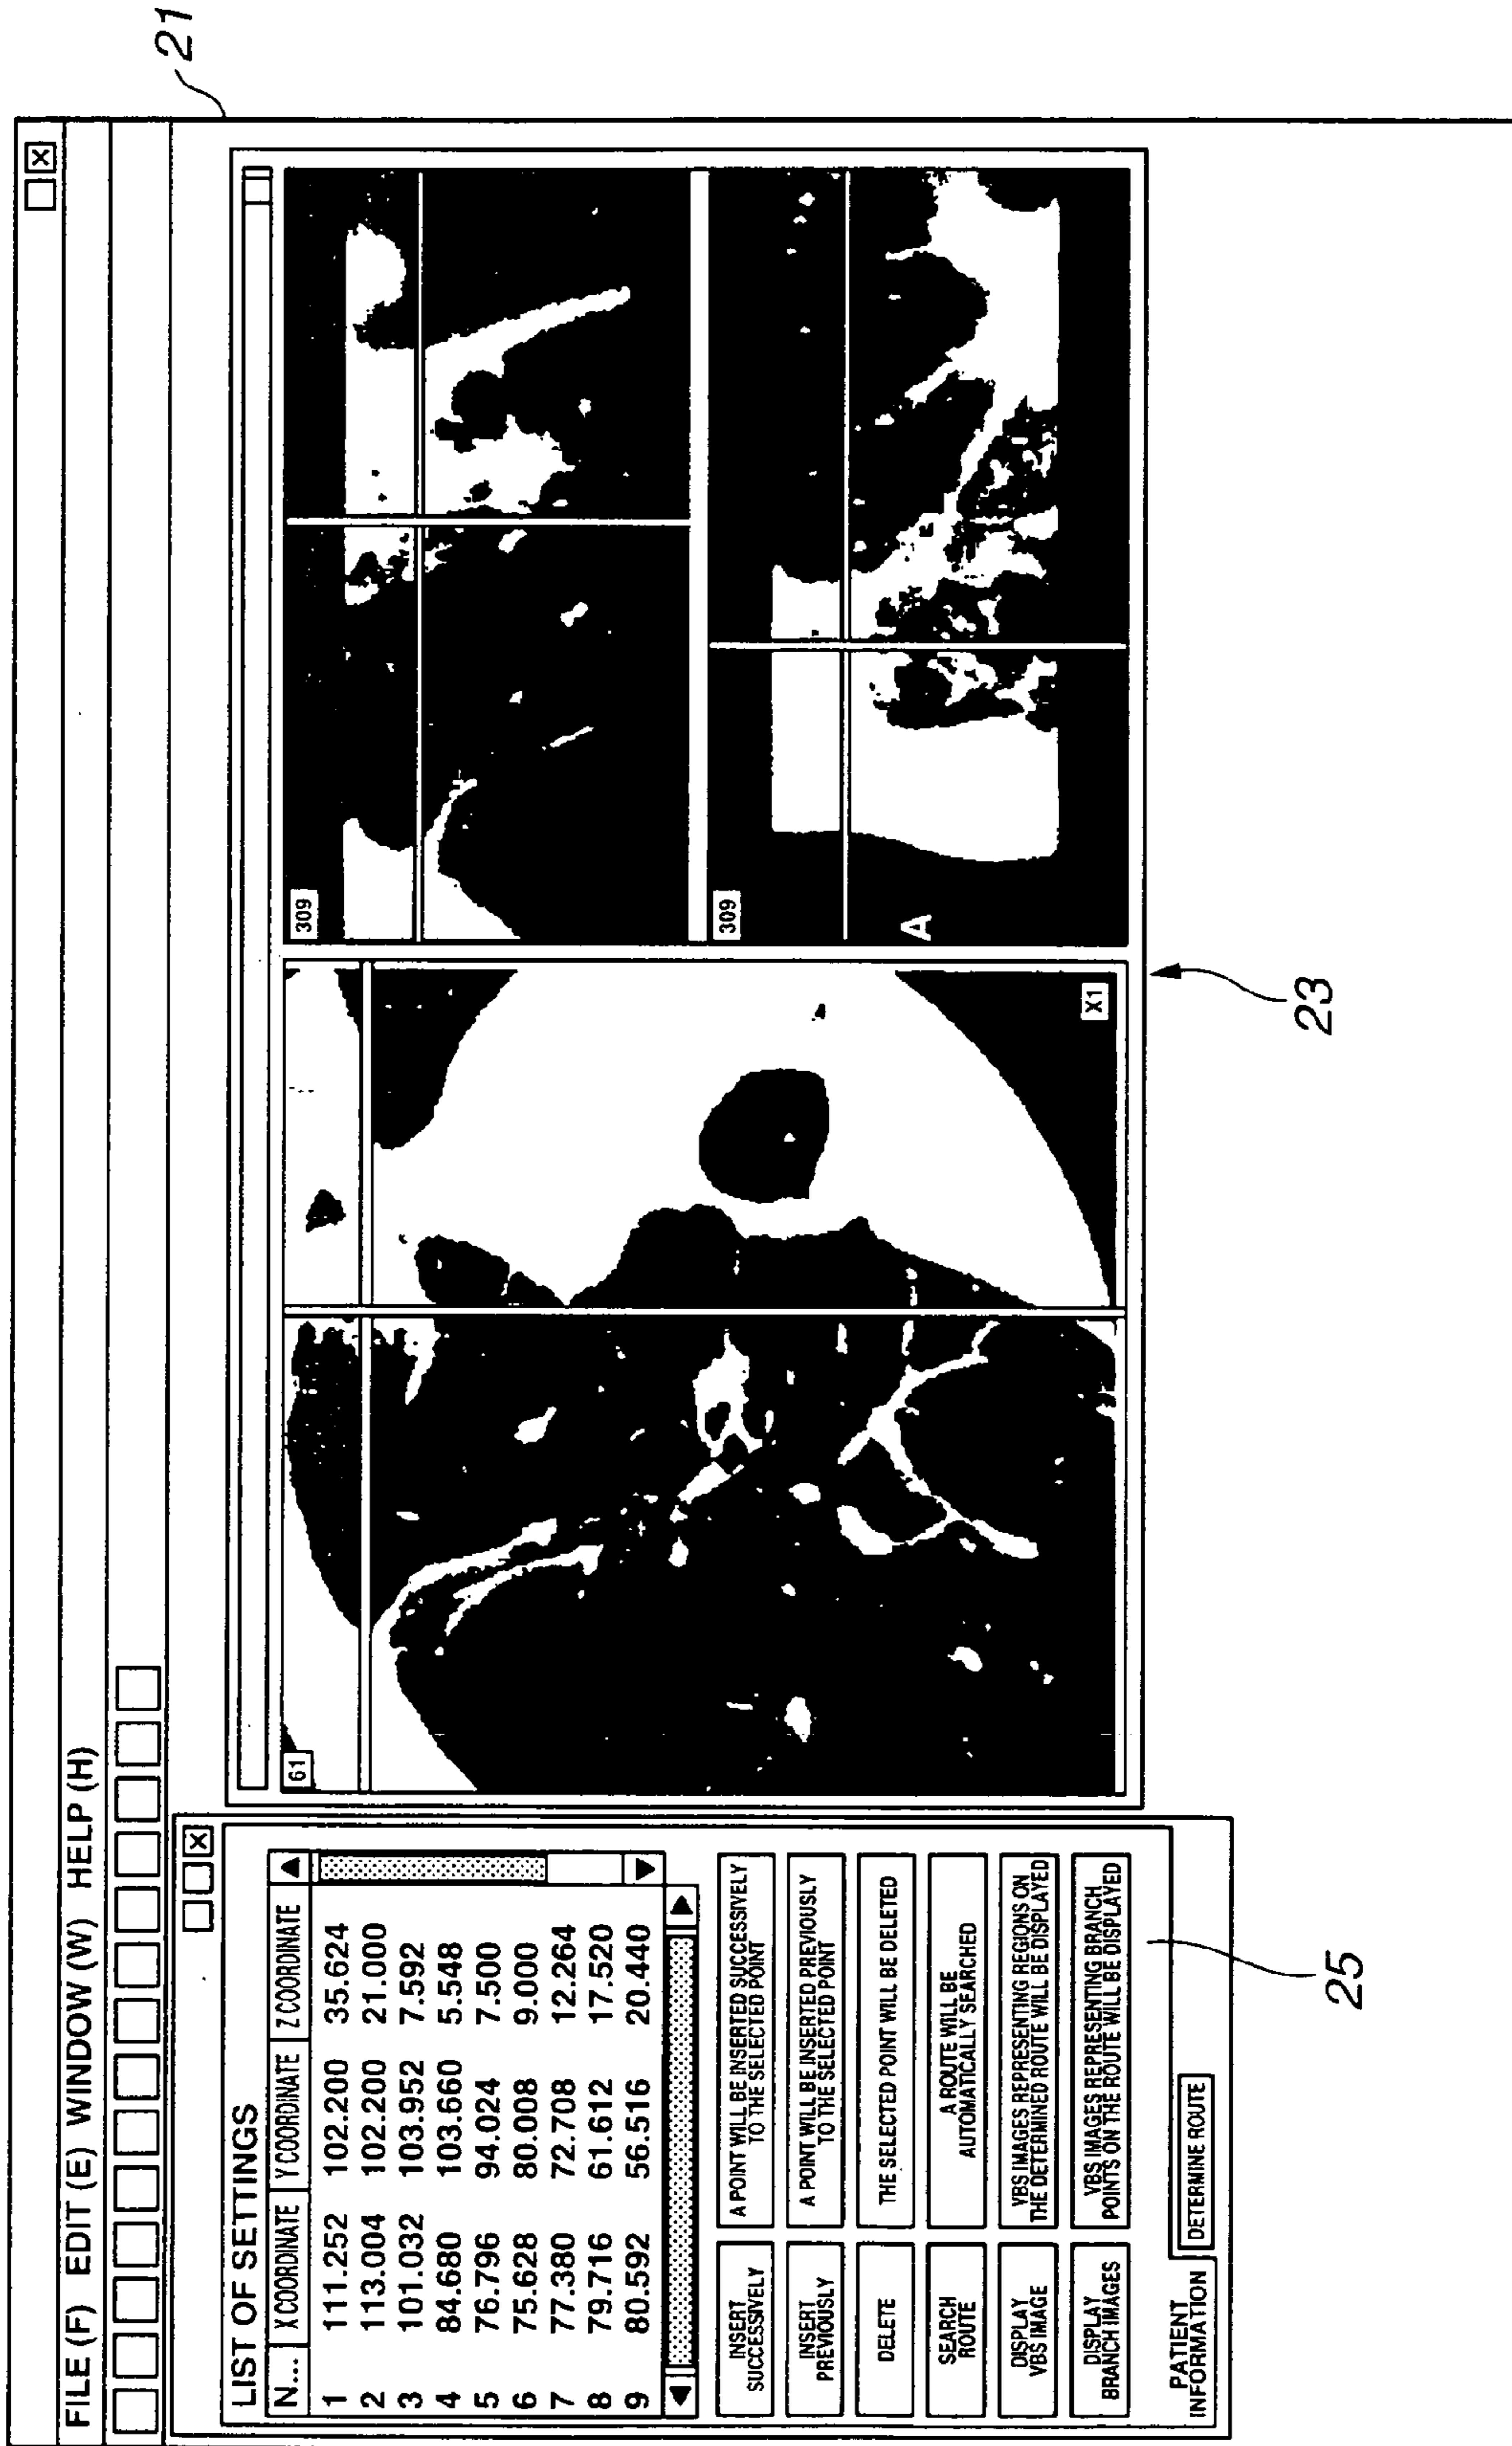 FILE (F) EDIT (E) WINDOW (W) HELP (H)
X
21
X
LIST OF SETTINGS
N... X COORDINATE Y COORDINATE Z COORDINATE
1 111.252 102.200 35.624
2 113.004 102.200 21.000
3 101.032 103.952 7.592
4 84.680 103.660 5.548
5 76.796 94.024 7.500
6 75.628 80.008 9.000
7 77.380 72.708 12.264
8 79.716 61.612 17.520
9 80.592 56.516 20.440
INSERT
SUCCESSIVELY
A POINT WILL BE INSERTED SUCCESSIVELY
TO THE SELECTED POINT
INSERT
PREVIOUSLY
A POINT WILL BE INSERTED PREVIOUSLY
TO THE SELECTED POINT
DELETE
THE SELECTED POINT WILL BE DELETED
SEARCH
ROUTE
A ROUTE WILL BE
AUTOMATICALLY SEARCHED
DISPLAY
VBS IMAGE
VBS IMAGES REPRESENTING REGIONS ON
THE DETERMINED ROUTE WILL BE DISPLAYED
DISPLAY
BRANCH IMAGES
VBS IMAGES REPRESENTING BRANCH
POINTS ON THE ROUTE WILL BE DISPLAYED
PATIENT
INFORMATION
DETERMINE ROUTE
25
61
X1
309
309
A
23